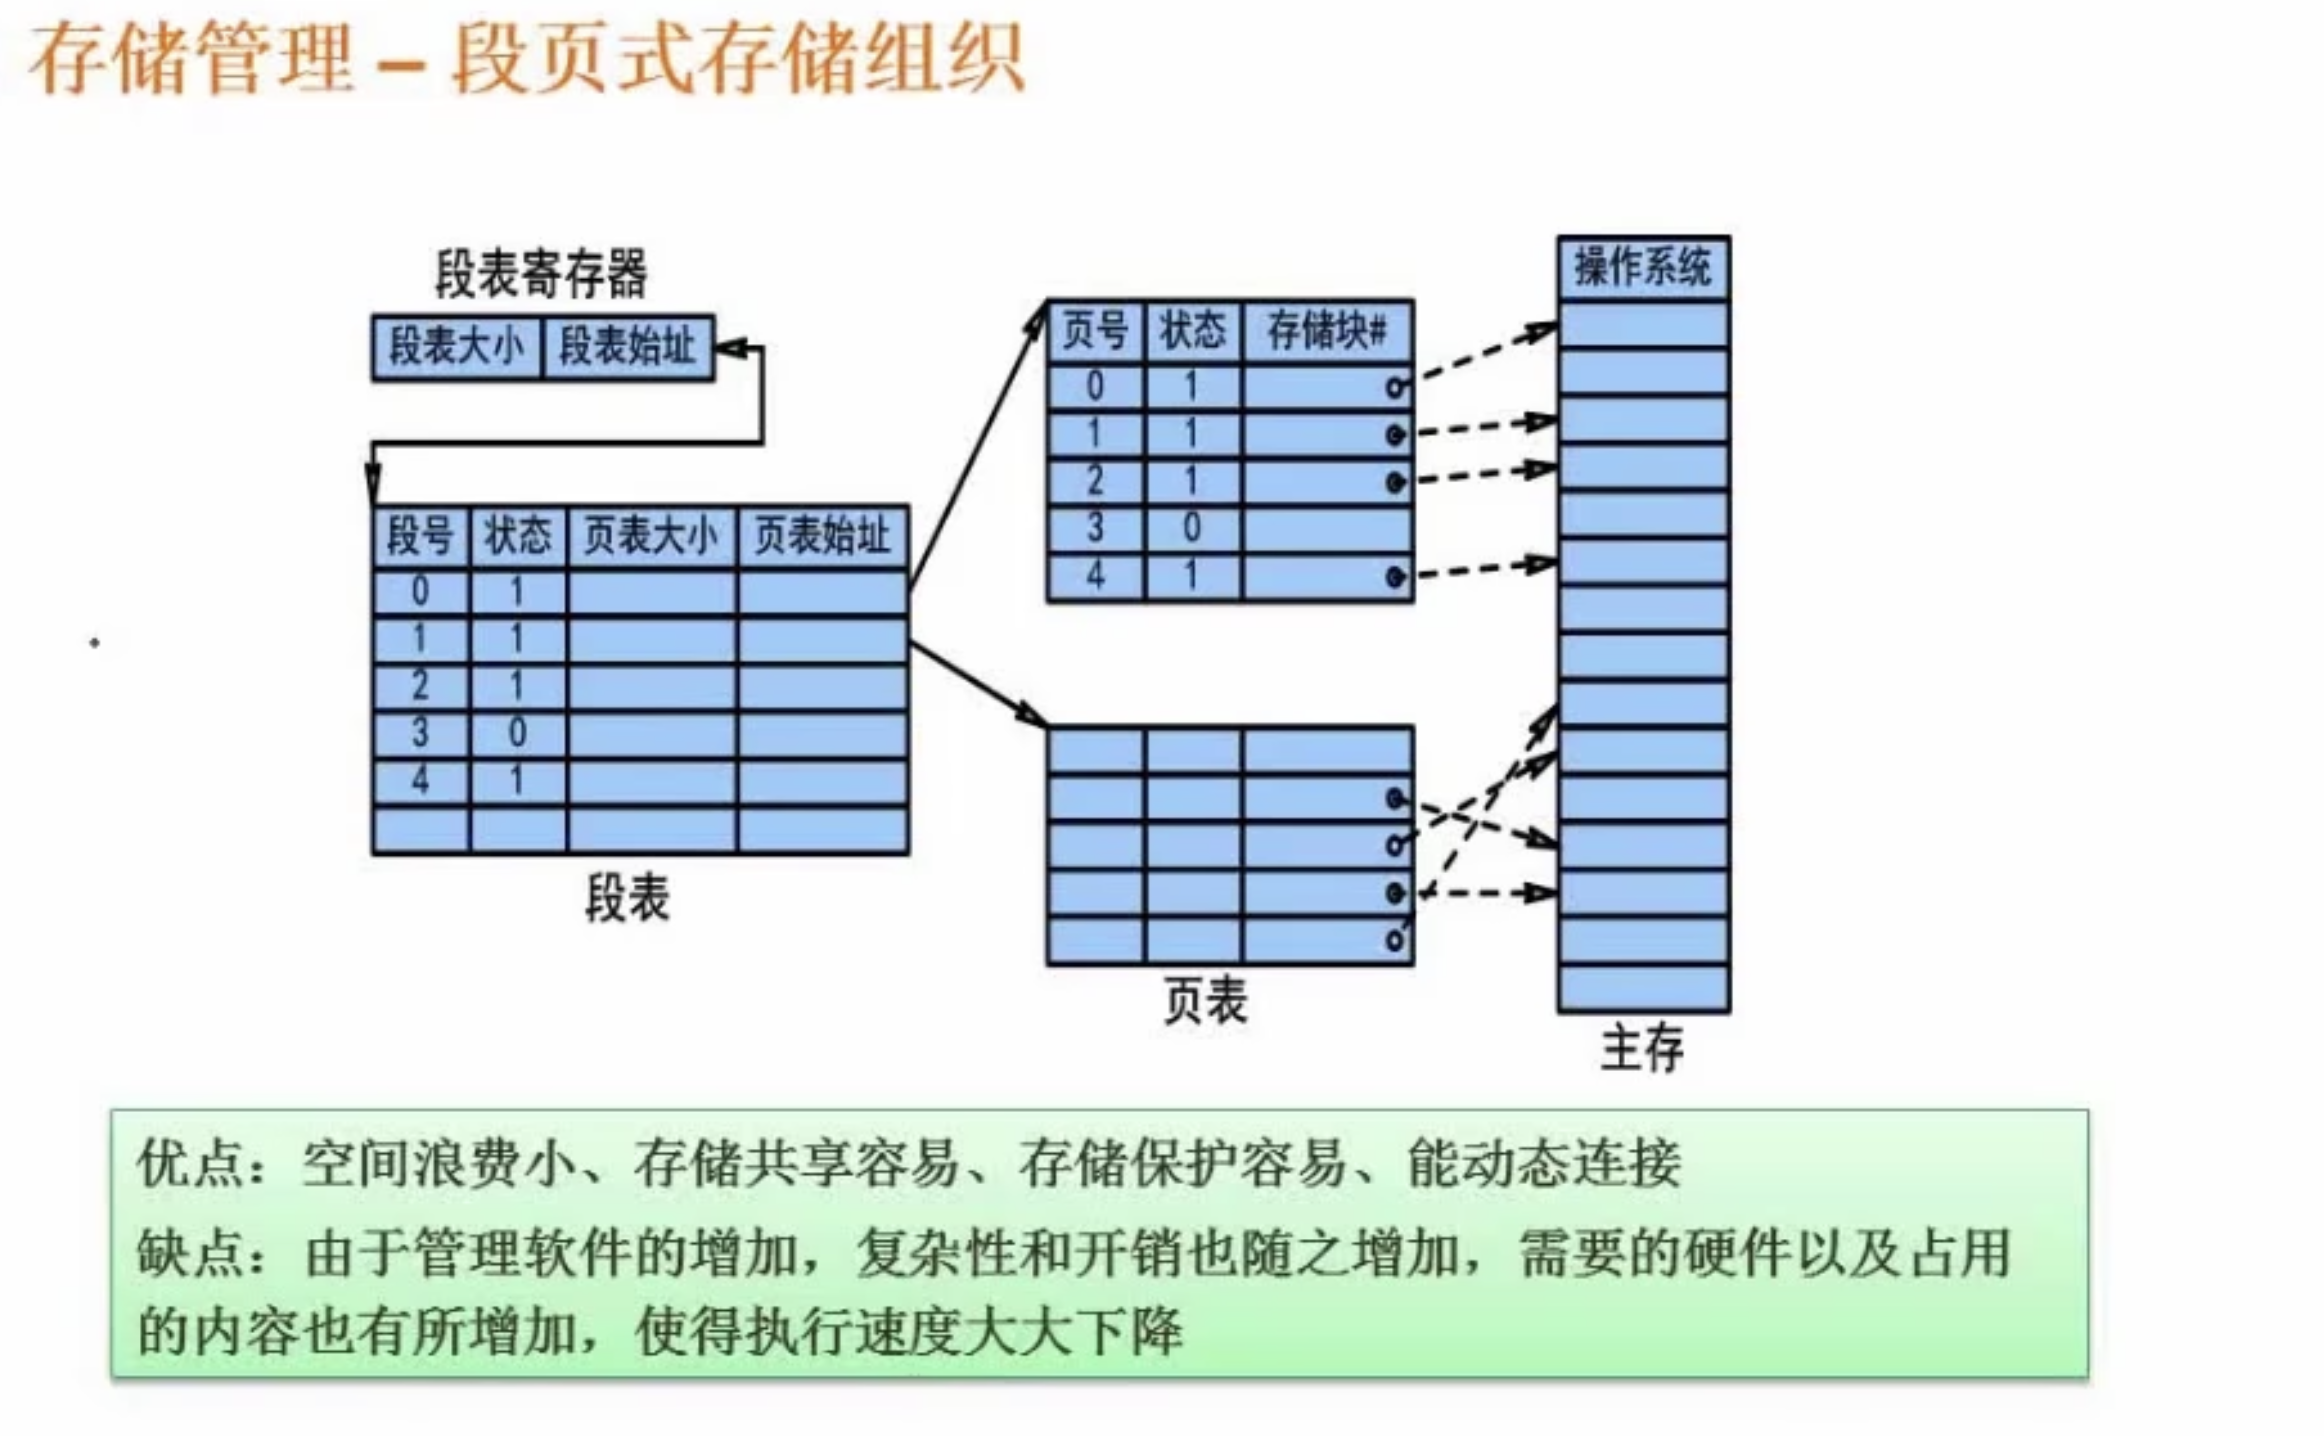 存储管理 – 段页式存储组织
段表寄存器
段表大小 段表始址
段号 状态 页表大小 页表始址
0 1
1 1
2 1
3 0
4 1
段表
页号 状态 存储块#
0 1
1 1
2 1
3 0
4 1
页表
操作系统
主存
优点：空间浪费小、存储共享容易、存储保护容易、能动态连接
缺点：由于管理软件的增加，复杂性和开销也随之增加，需要的硬件以及占用
的内容也有所增加，使得执行速度大大下降